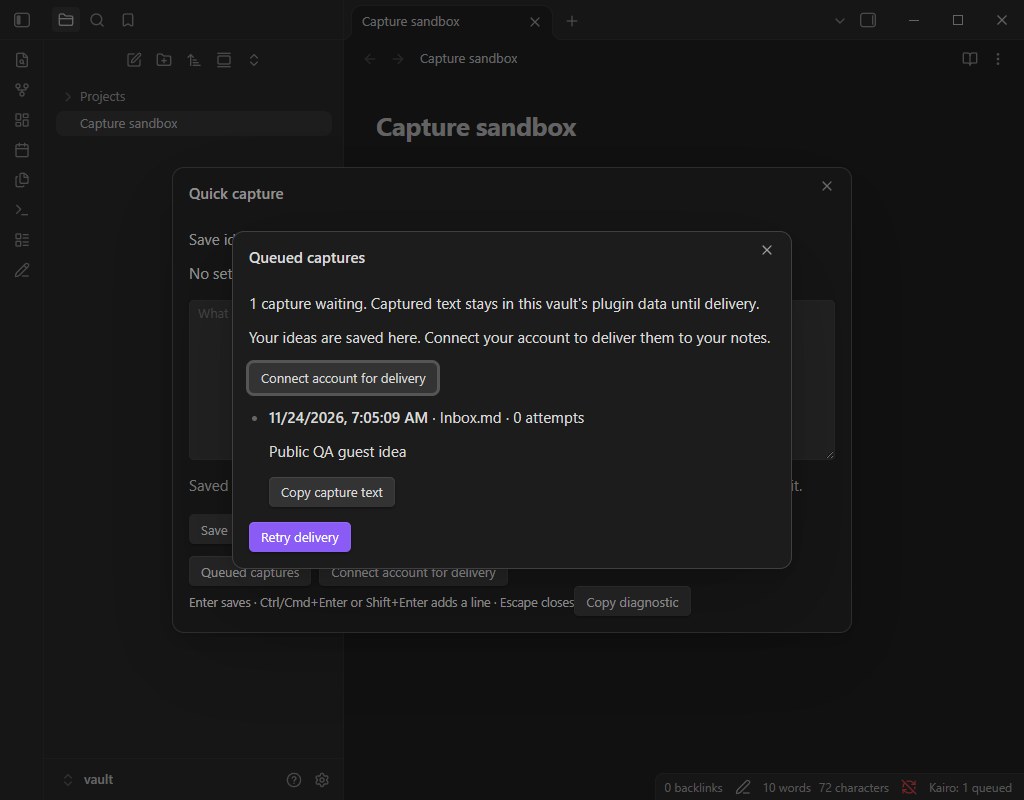 Capture sandbox
Capture sandbox
Projects
Capture sandbox
Capture sandbox
Quick capture
Save
No set
What
Saved
it.
Save
Queued captures
1 capture waiting. Captured text stays in this vault's plugin data until delivery.
Your ideas are saved here. Connect your account to deliver them to your notes.
Connect account for delivery
11/24/2026, 7:05:09 AM · Inbox.md · 0 attempts
Public QA guest idea
Copy capture text
Retry delivery
Queued captures
Connect account for delivery
Enter saves · Ctrl/Cmd+Enter or Shift+Enter adds a line · Escape closes
Copy diagnostic
vault
0 backlinks
10 words
72 characters
Kairo: 1 queued